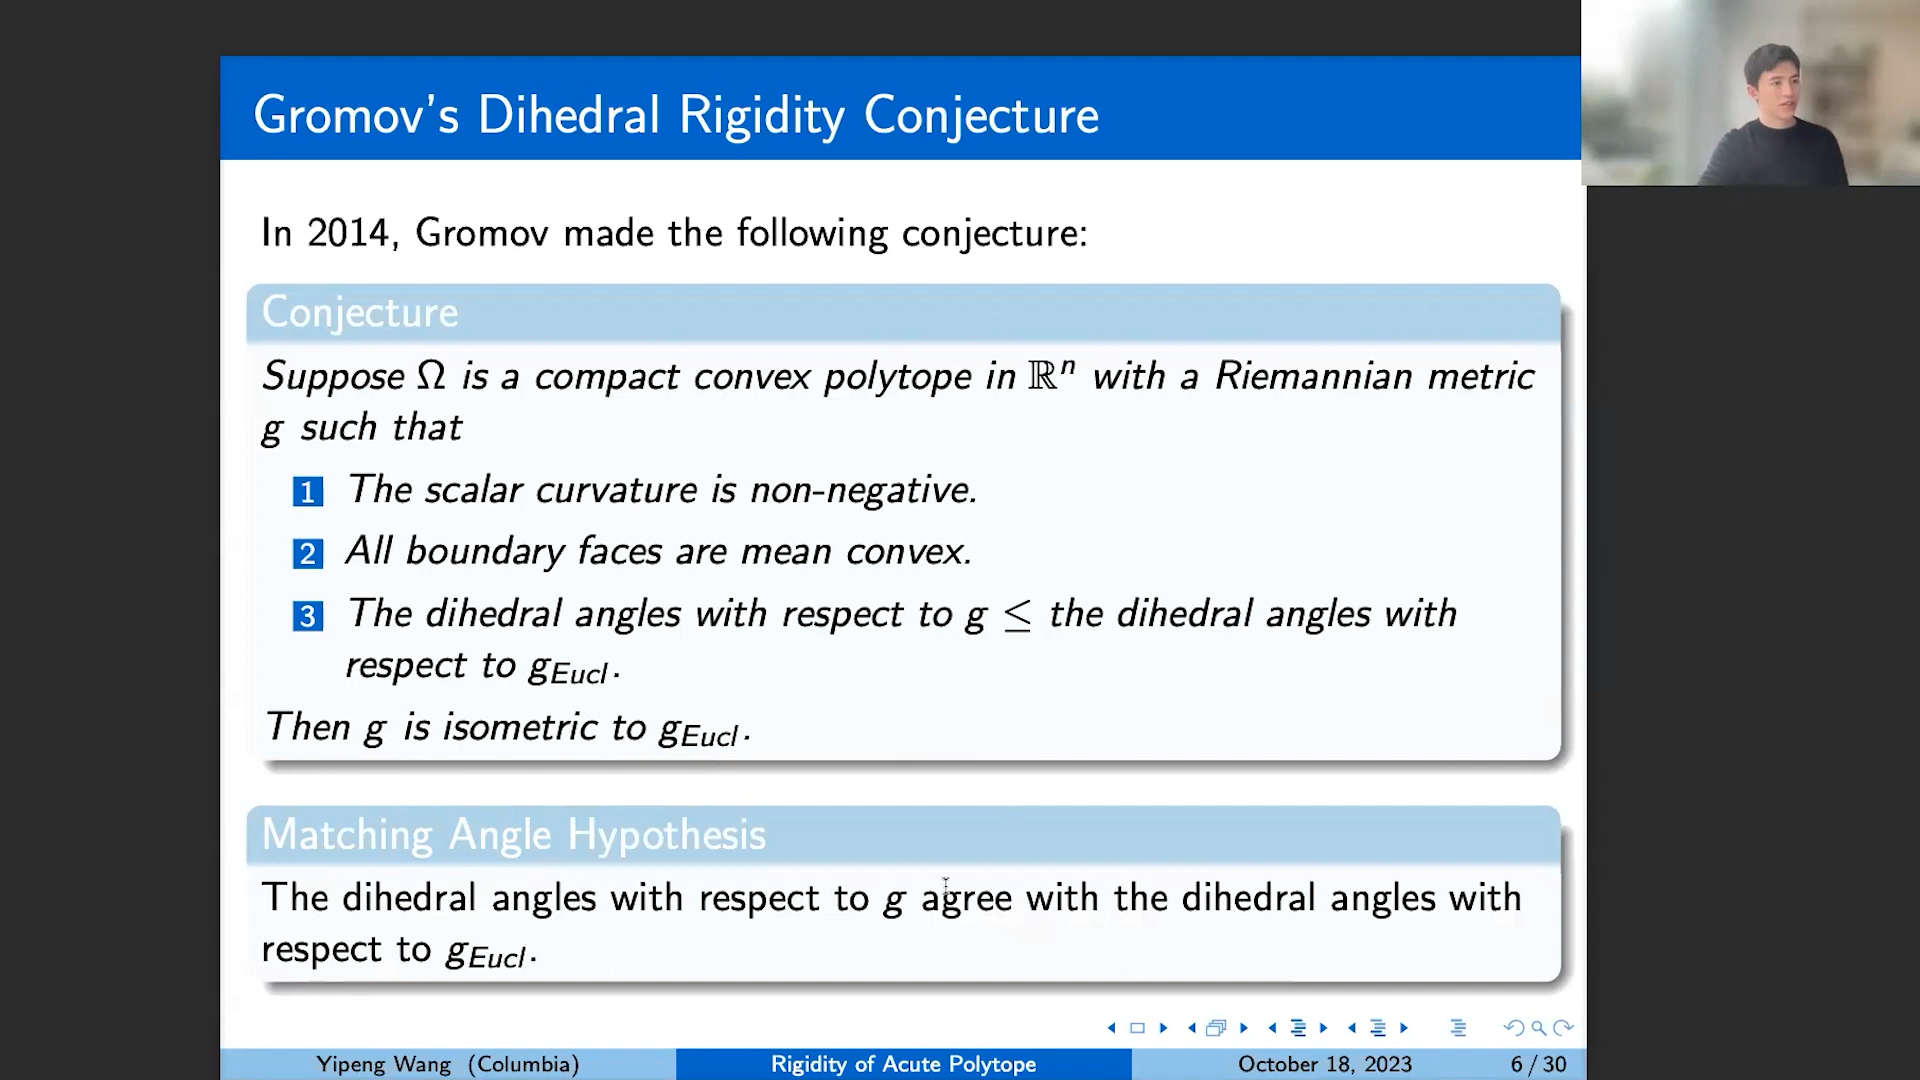 Gromov's Dihedral Rigidity Conjecture
In 2014, Gromov made the following conjecture:
Conjecture
Suppose Ω is a compact convex polytope in ℝⁿ with a Riemannian metric
g such that
1 The scalar curvature is non-negative.
2 All boundary faces are mean convex.
3 The dihedral angles with respect to g ≤ the dihedral angles with
respect to g_Eucl.
Then g is isometric to g_Eucl.
Matching Angle Hypothesis
The dihedral angles with respect to g agree with the dihedral angles with
respect to g_Eucl.
Yipeng Wang (Columbia) Rigidity of Acute Polytope October 18, 2023 6 / 30